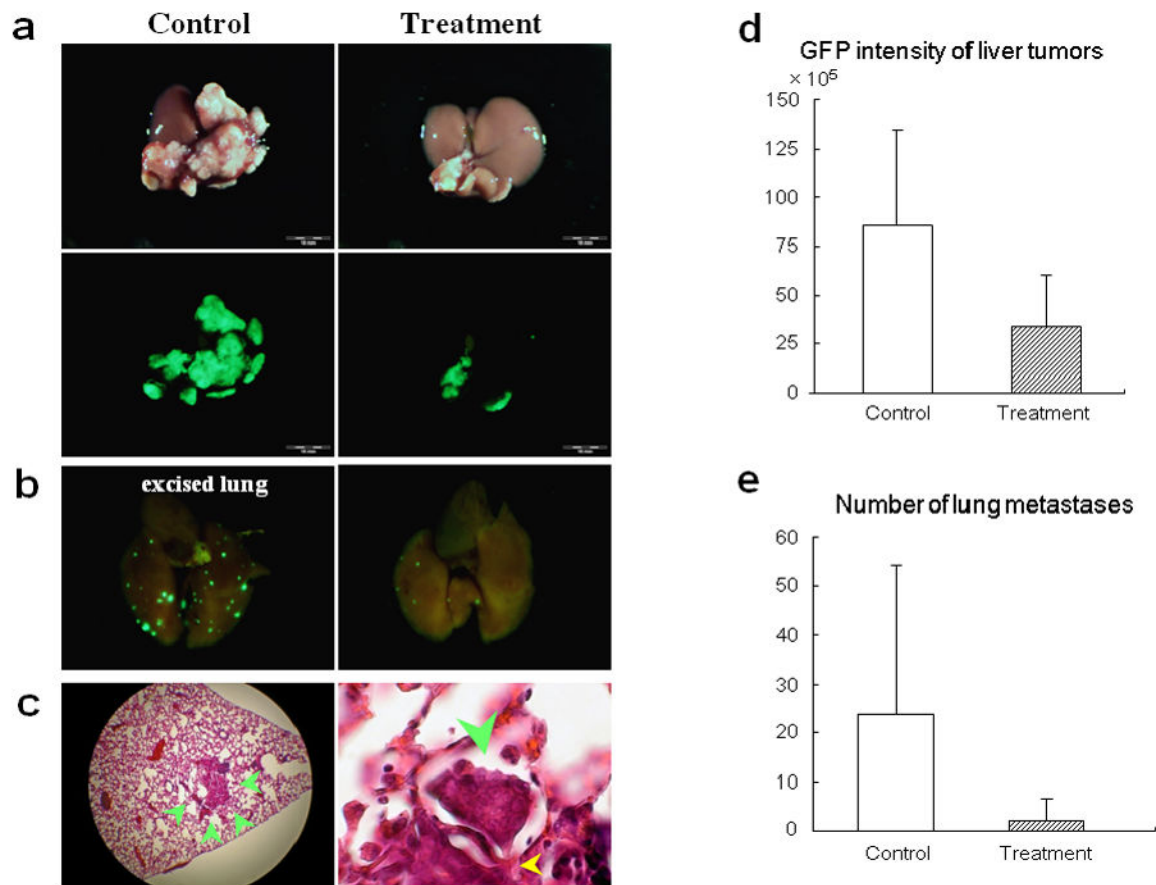 a
Control
Treatment
b
excised lung
c
d
GFP intensity of liver tumors
× 10⁵
150
125
100
75
50
25
0
Control
Treatment
e
Number of lung metastases
60
50
40
30
20
10
0
Control
Treatment